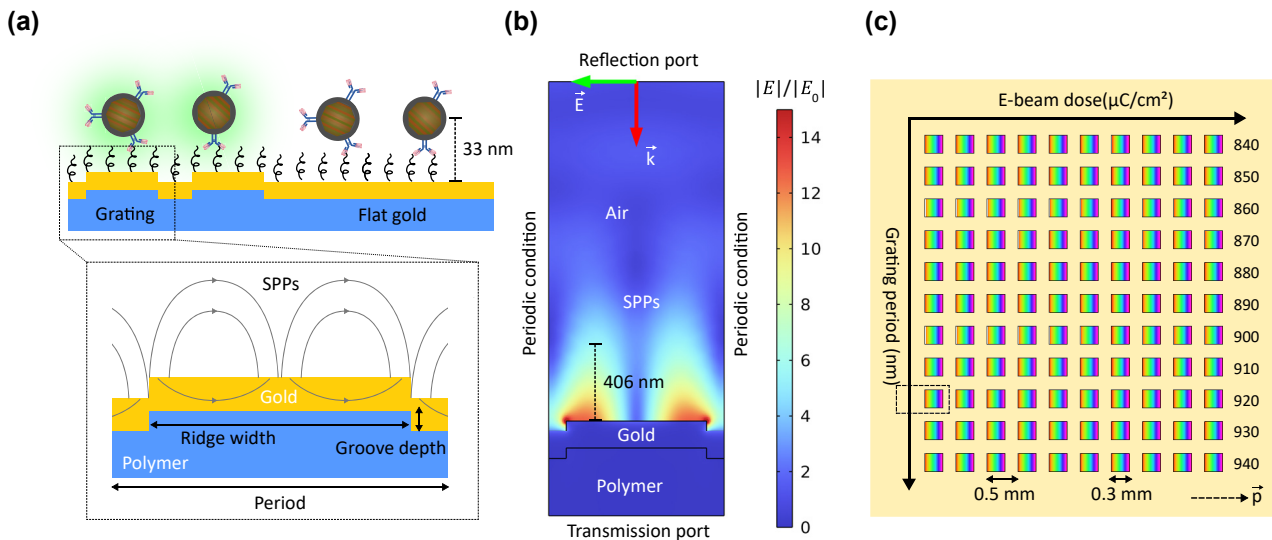 (a)
33 nm
Grating
Flat gold
SPPs
Gold
Ridge width
Groove depth
Polymer
Period
(b)
Reflection port
|E|/|E₀|
E
k
Air
Periodic condition
Periodic condition
SPPs
406 nm
Gold
Polymer
Transmission port
14
12
10
8
6
4
2
0
(c)
E-beam dose(µC/cm²)
Grating period (nm)
840
850
860
870
880
890
900
910
920
930
940
0.5 mm
0.3 mm
p